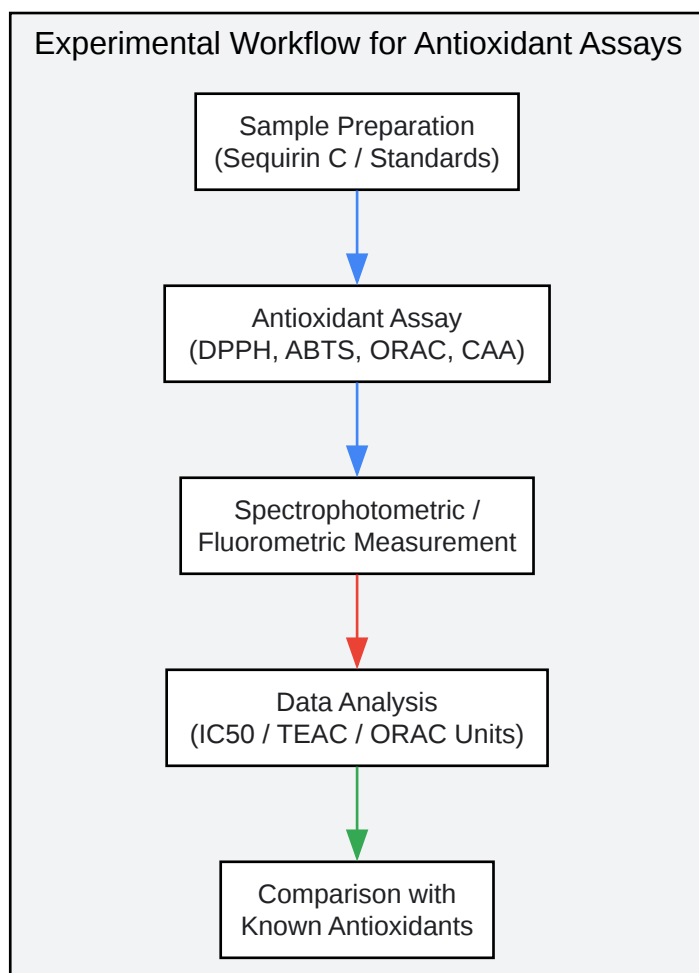 Experimental Workflow for Antioxidant Assays
Sample Preparation
(Sequirin C / Standards)
Antioxidant Assay
(DPPH, ABTS, ORAC, CAA)
Spectrophotometric /
Fluorometric Measurement
Data Analysis
(IC50 / TEAC / ORAC Units)
Comparison with
Known Antioxidants